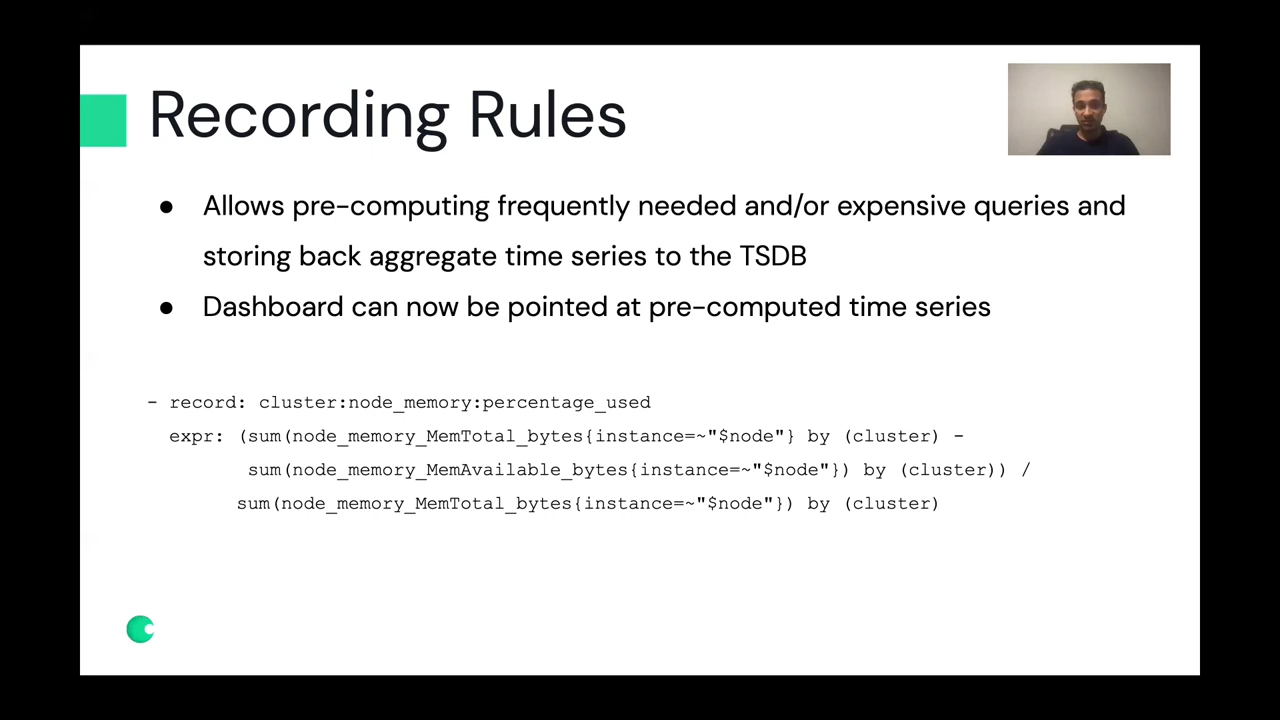 Recording Rules
● Allows pre-computing frequently needed and/or expensive queries and
storing back aggregate time series to the TSDB
● Dashboard can now be pointed at pre-computed time series
- record: cluster:node_memory:percentage_used
expr: (sum(node_memory_MemTotal_bytes{instance=~"$node"} by (cluster) -
sum(node_memory_MemAvailable_bytes{instance=~"$node"}) by (cluster)) /
sum(node_memory_MemTotal_bytes{instance=~"$node"}) by (cluster)